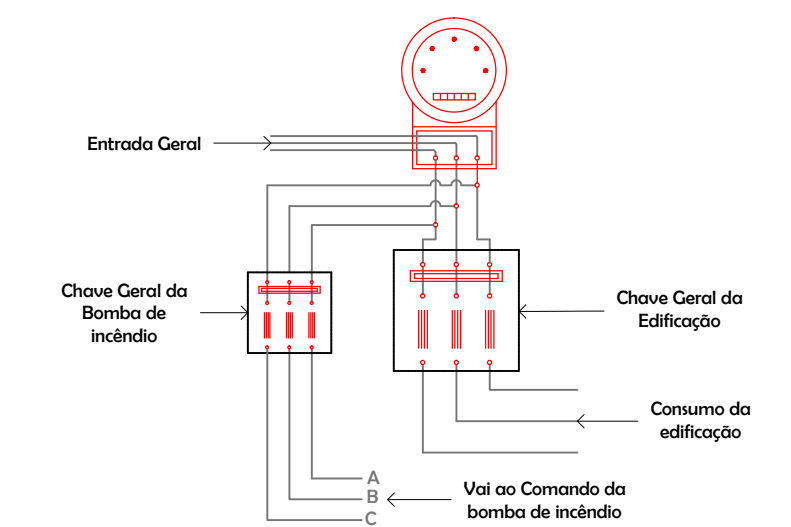 Entrada Geral
Chave Geral da
Bomba de
incêndio
Chave Geral da
Edificação
Consumo da
edificação
A
B
C
Vai ao Comando da
bomba de incêndio